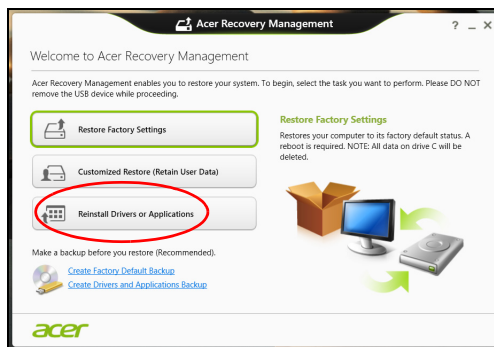 Acer Recovery Management
? _ X
Welcome to Acer Recovery Management
Acer Recovery Management enables you to restore your system. To begin, select the task you want to perform. Please DO NOT
remove the USB device while proceeding.
Restore Factory Settings
Customized Restore (Retain User Data)
Reinstall Drivers or Applications
Restore Factory Settings
Restores your computer to its factory default status. A
reboot is required. NOTE: All data on drive C will be
deleted.
Make a backup before you restore (Recommended).
Create Factory Default Backup
Create Drivers and Applications Backup
acer